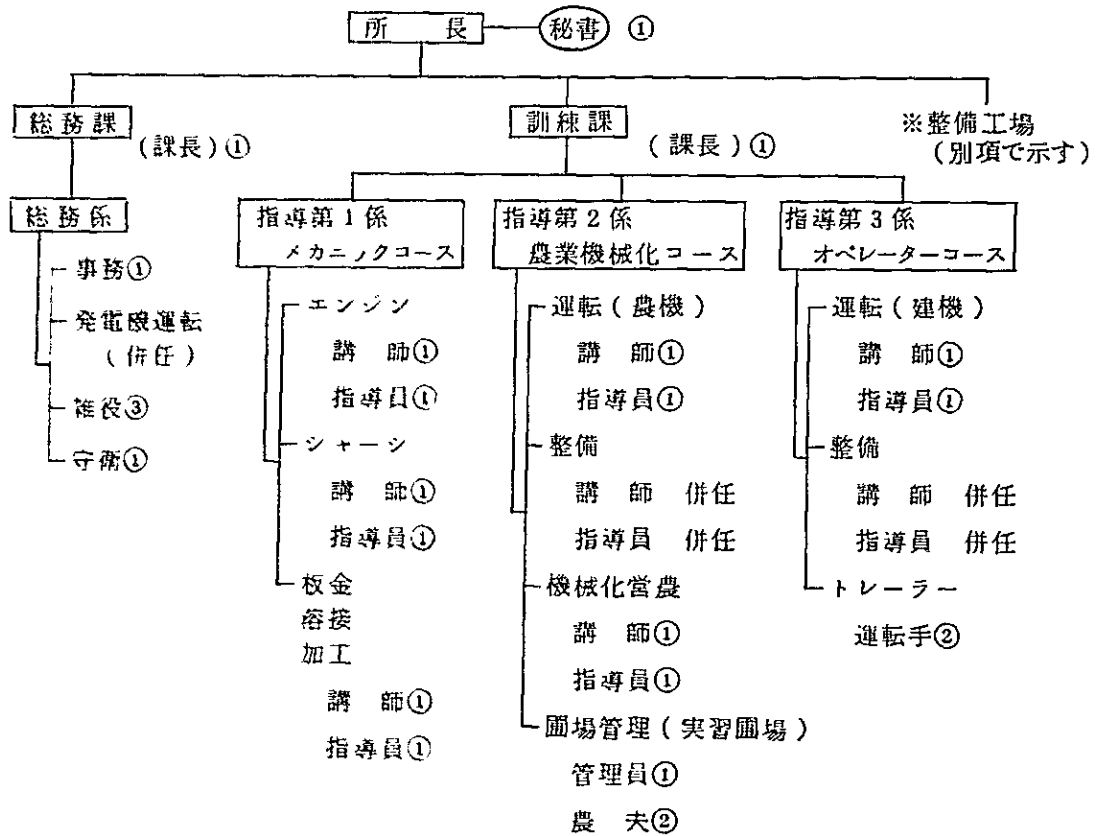 所　長
秘書 ①
総務課
(課長)①
訓練課
(課長)①
※整備工場
(別項で示す)
総務係
事務①
発電機運転
(併任)
雑役③
守衛①
指導第1係
メカニックコース
エンジン
講　師①
指導員①
シャーシ
講　師①
指導員①
板金
溶接
加工
講　師①
指導員①
指導第2係
農業機械化コース
運転(農機)
講　師①
指導員①
整備
講　師　併任
指導員　併任
機械化営農
講　師①
指導員①
圃場管理(実習圃場)
管理員①
農　夫②
指導第3係
オペレーターコース
運転(建機)
講　師①
指導員①
整備
講　師　併任
指導員　併任
トレーラー
運転手②